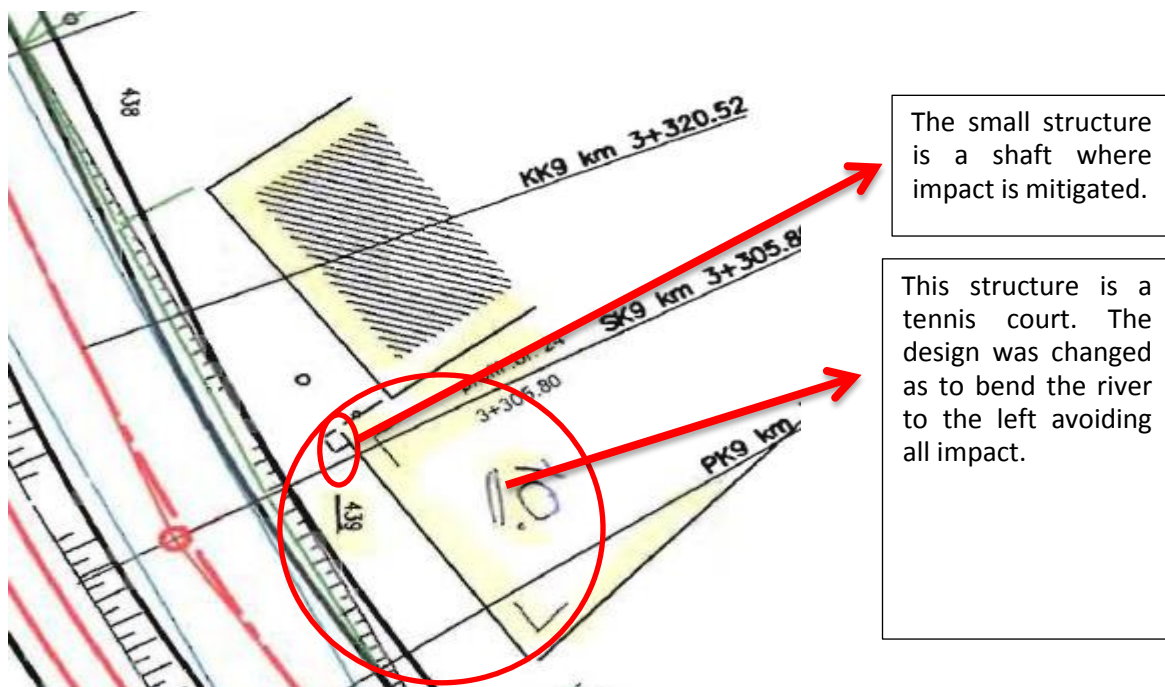 438
KK9 km 3+320.52
SK9 km 3+305.8
3+305.80
PK9 km
439
The small structure
is a shaft where
impact is mitigated.
This structure is a
tennis court. The
design was changed
as to bend the river
to the left avoiding
all impact.